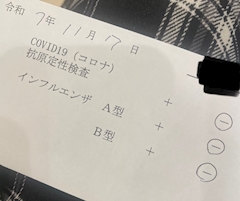 令和 7年 11月 17日
COVID19 (コロナ) + ⊖
抗原定性検査
インフルエンザ A型 + ⊖
B型 + ⊖